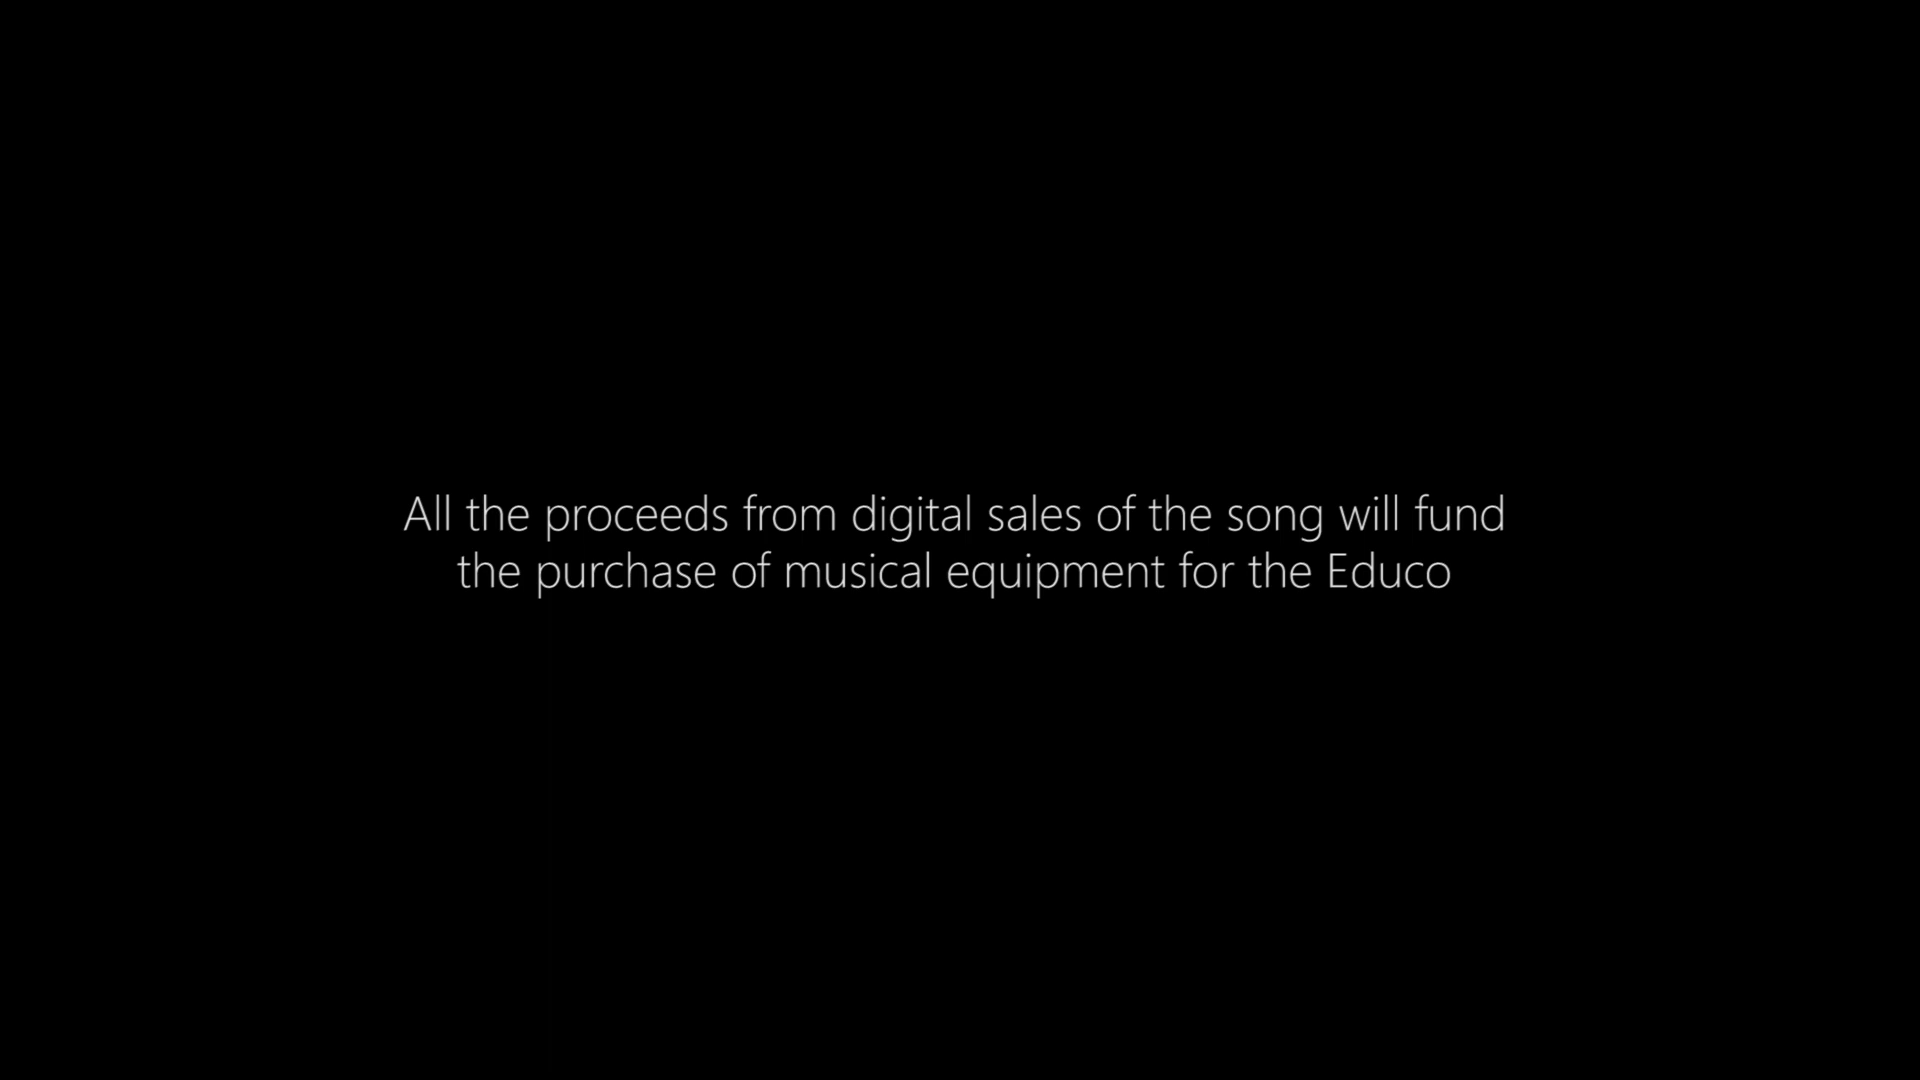 All the proceeds from digital sales of the song will fund
the purchase of musical equipment for the Educo